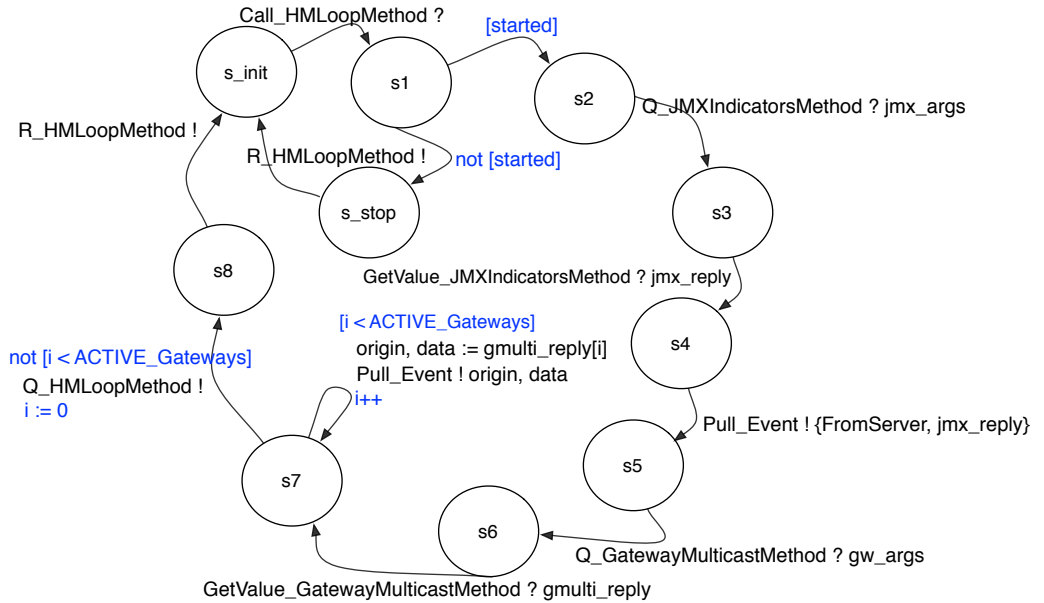 Call_HMLoopMethod ?
[started]
s_init
s1
s2
Q_JMXIndicatorsMethod ? jmx_args
R_HMLoopMethod !
R_HMLoopMethod !
not [started]
s_stop
s3
s8
GetValue_JMXIndicatorsMethod ? jmx_reply
[i < ACTIVE_Gateways]
origin, data := gmulti_reply[i]
Pull_Event ! origin, data
i++
s4
not [i < ACTIVE_Gateways]
Q_HMLoopMethod !
i := 0
Pull_Event ! {FromServer, jmx_reply}
s5
s7
s6
Q_GatewayMulticastMethod ? gw_args
GetValue_GatewayMulticastMethod ? gmulti_reply